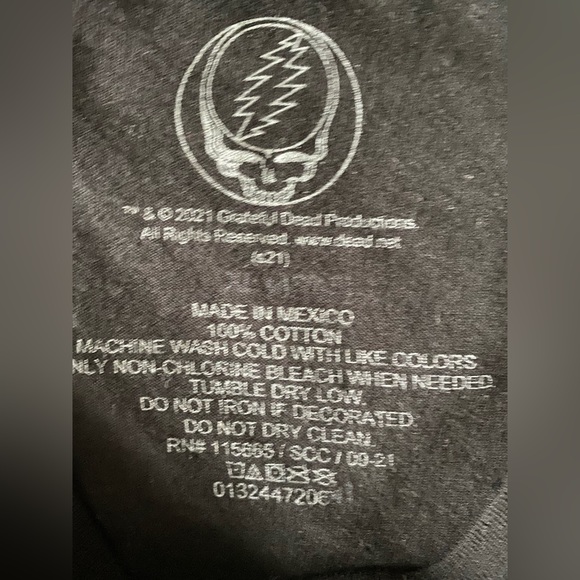 ™ & © 2021 Grateful Dead Productions.
All Rights Reserved. www.dead.net
(s21)
MADE IN MEXICO
100% COTTON
MACHINE WASH COLD WITH LIKE COLORS
NLY NON-CHLORINE BLEACH WHEN NEEDED.
TUMBLE DRY LOW.
DO NOT IRON IF DECORATED.
DO NOT DRY CLEAN.
RN# / SCC / 09-21